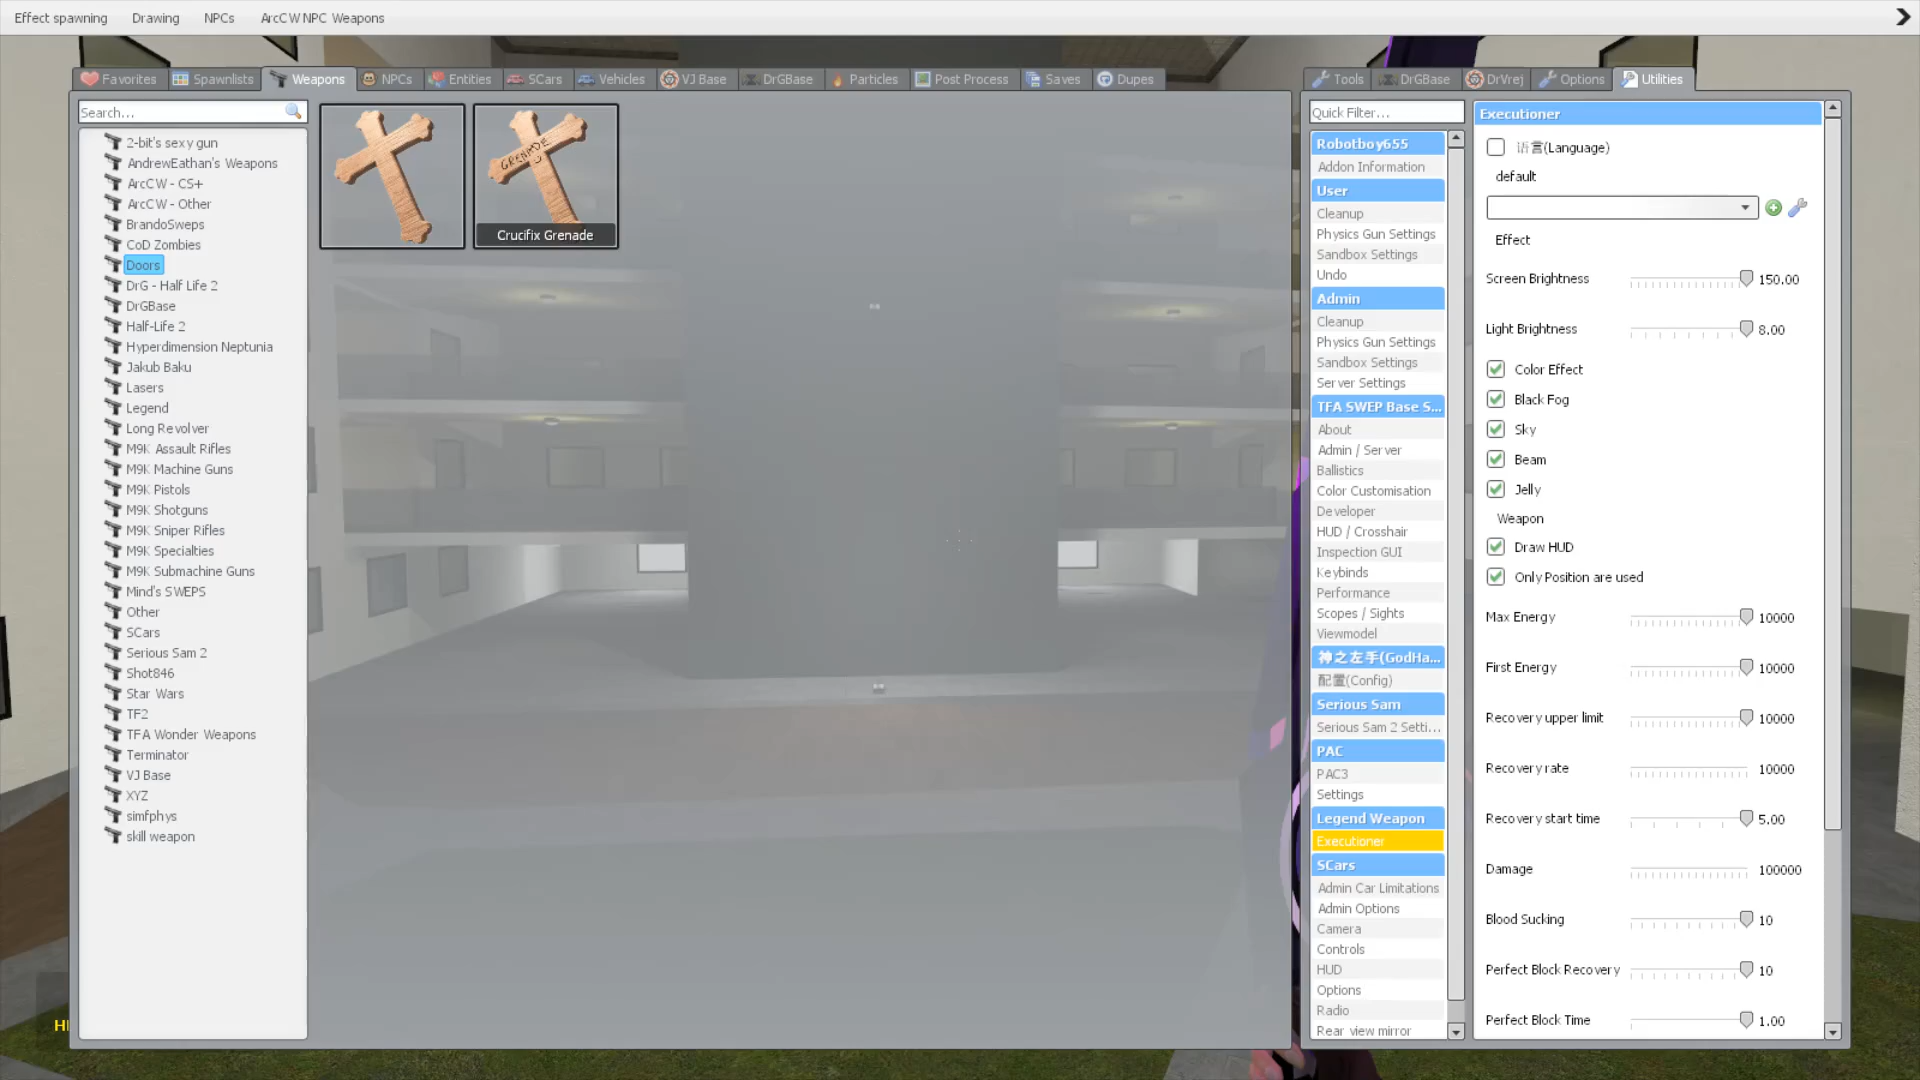 Effect spawning Drawing NPCs ArcCW NPC Weapons
Favorites Spawnlists Weapons NPCs Entities SCars Vehicles VJ Base DrGBase Particles Post Process Saves Dupes
Tools DrGBase DrVrej Options Utilities
Search...
2-bit's sexy gun
AndrewEathan's Weapons
ArcCW - CS+
ArcCW - Other
BrandoSweps
CoD Zombies
Doors
DrG - Half Life 2
DrGBase
Half-Life 2
Hyperdimension Neptunia
Jakub Baku
Lasers
Legend
Long Revolver
M9K Assault Rifles
M9K Machine Guns
M9K Pistols
M9K Shotguns
M9K Sniper Rifles
M9K Specialties
M9K Submachine Guns
Mind's SWEPS
Other
SCars
Serious Sam 2
Shot846
Star Wars
TF2
TFA Wonder Weapons
Terminator
VJ Base
XYZ
simfphys
skill weapon
GRENADE
Crucifix Grenade
Quick Filter...
Robotboy655
Addon Information
User
Cleanup
Physics Gun Settings
Sandbox Settings
Undo
Admin
Cleanup
Physics Gun Settings
Sandbox Settings
Server Settings
TFA SWEP Base S...
About
Admin / Server
Ballistics
Color Customisation
Developer
HUD / Crosshair
Inspection GUI
Keybinds
Performance
Scopes / Sights
Viewmodel
神之左手(GodHa...
配置(Config)
Serious Sam
Serious Sam 2 Setti...
PAC
PAC3
Settings
Legend Weapon
Executioner
SCars
Admin Car Limitations
Admin Options
Camera
Controls
HUD
Options
Radio
Rear view mirror
Executioner
语言(Language)
default
Effect
Screen Brightness 150.00
Light Brightness 8.00
Color Effect
Black Fog
Sky
Beam
Jelly
Weapon
Draw HUD
Only Position are used
Max Energy 10000
First Energy 10000
Recovery upper limit 10000
Recovery rate 10000
Recovery start time 5.00
Damage 100000
Blood Sucking 10
Perfect Block Recovery 10
Perfect Block Time 1.00